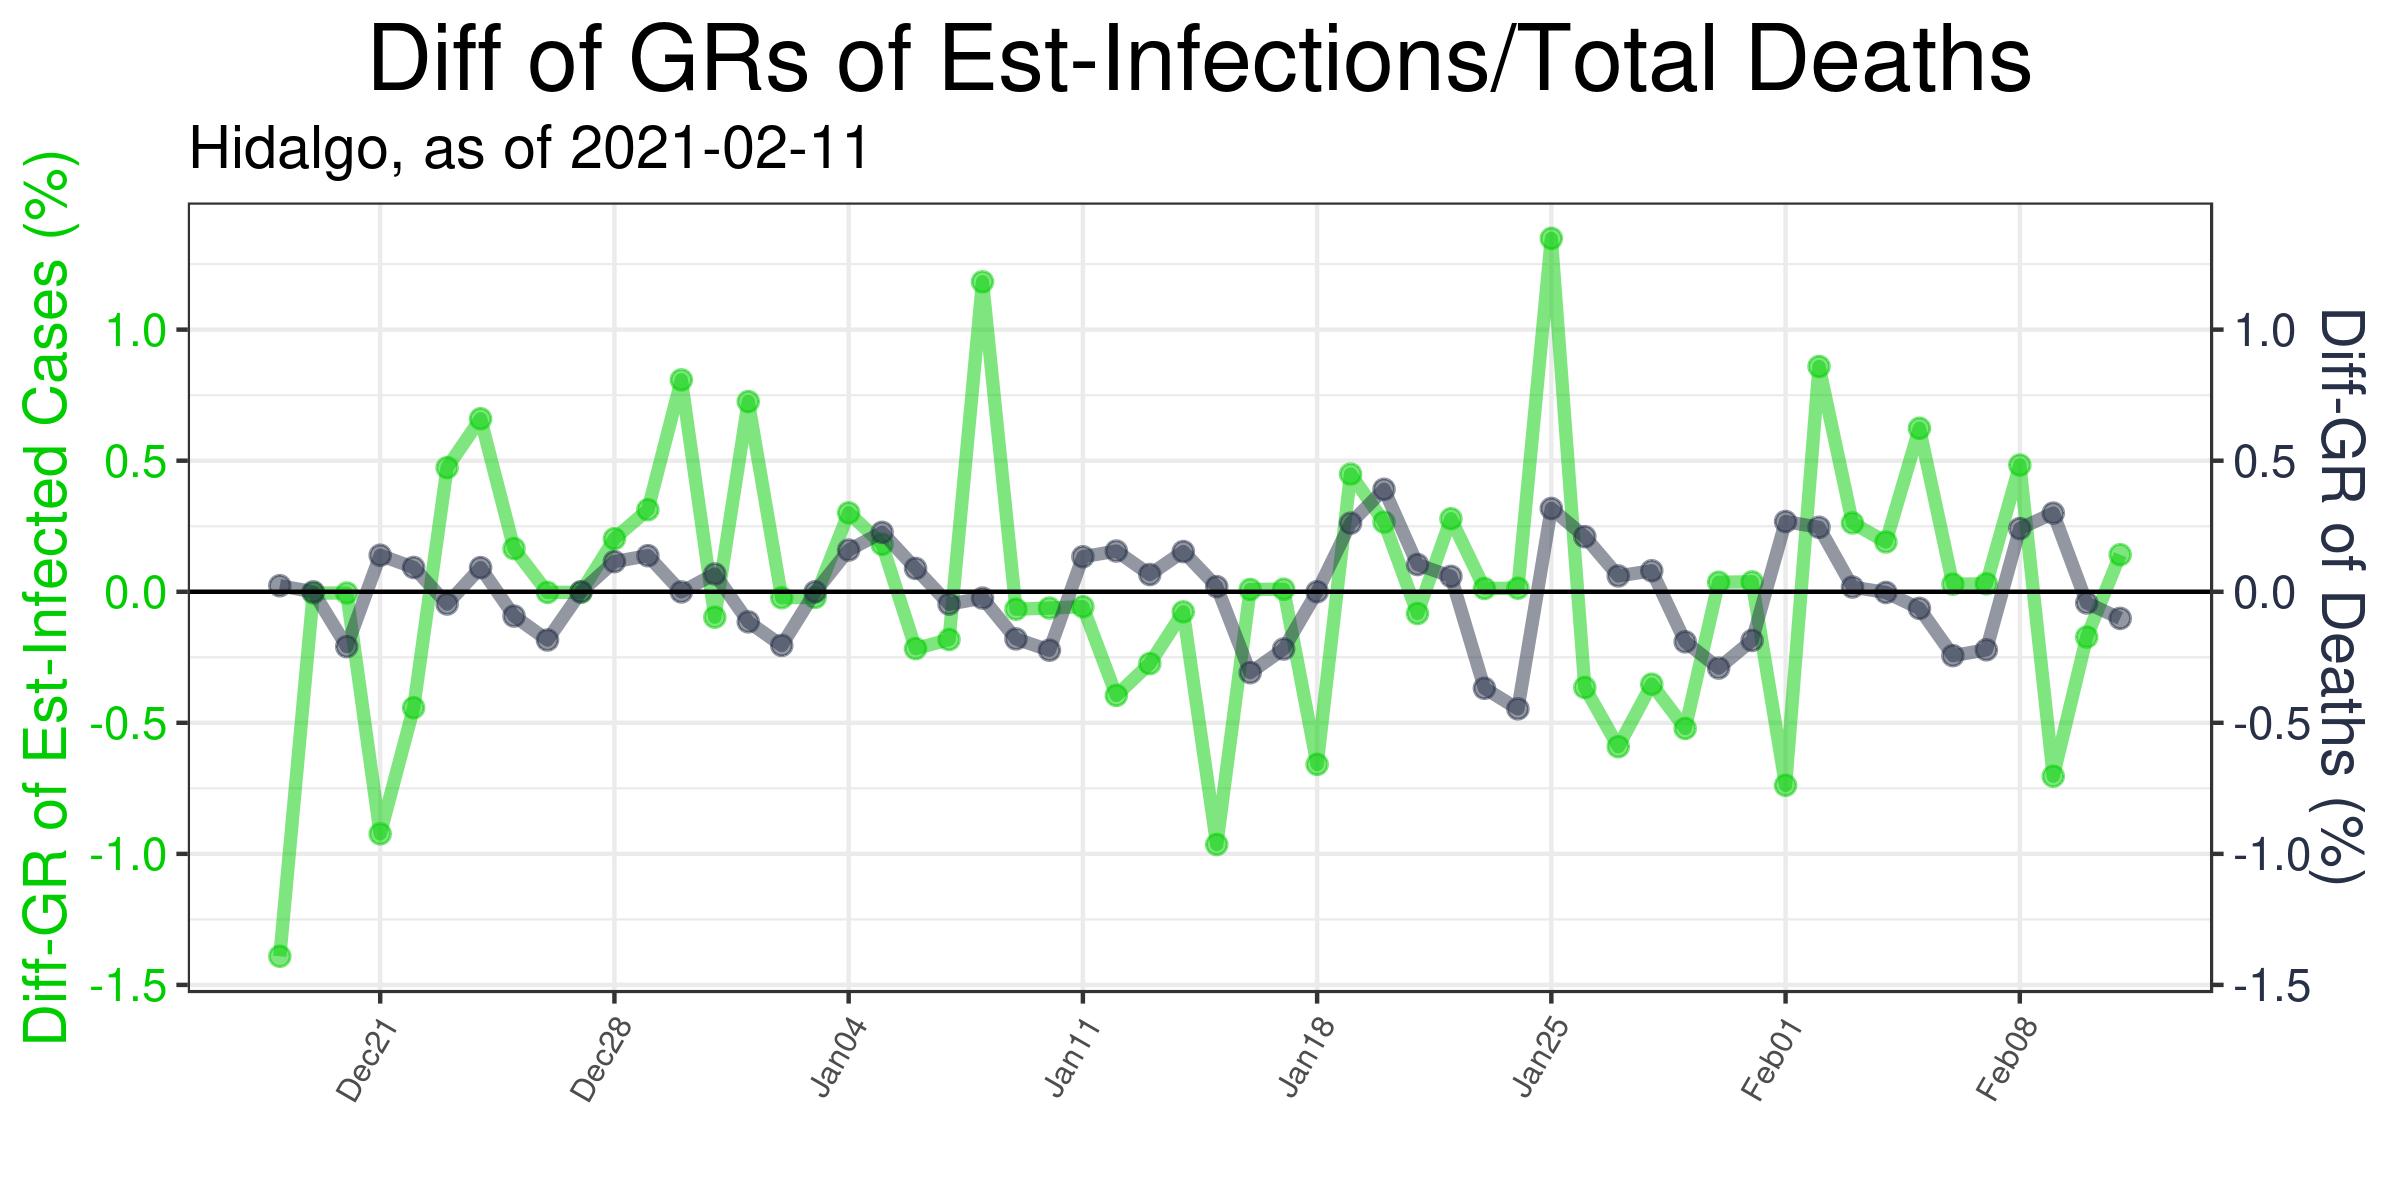 Diff of GRs of Est-Infections/Total Deaths
Hidalgo, as of 2021-02-11
Diff-GR of Est-Infected Cases (%)
1.0
0.5
0.0
-0.5
-1.0
-1.5
1.0
0.5
0.0
-0.5
-1.0
-1.5
Diff-GR of Deaths (%)
Dec21
Dec28
Jan04
Jan11
Jan18
Jan25
Feb01
Feb08